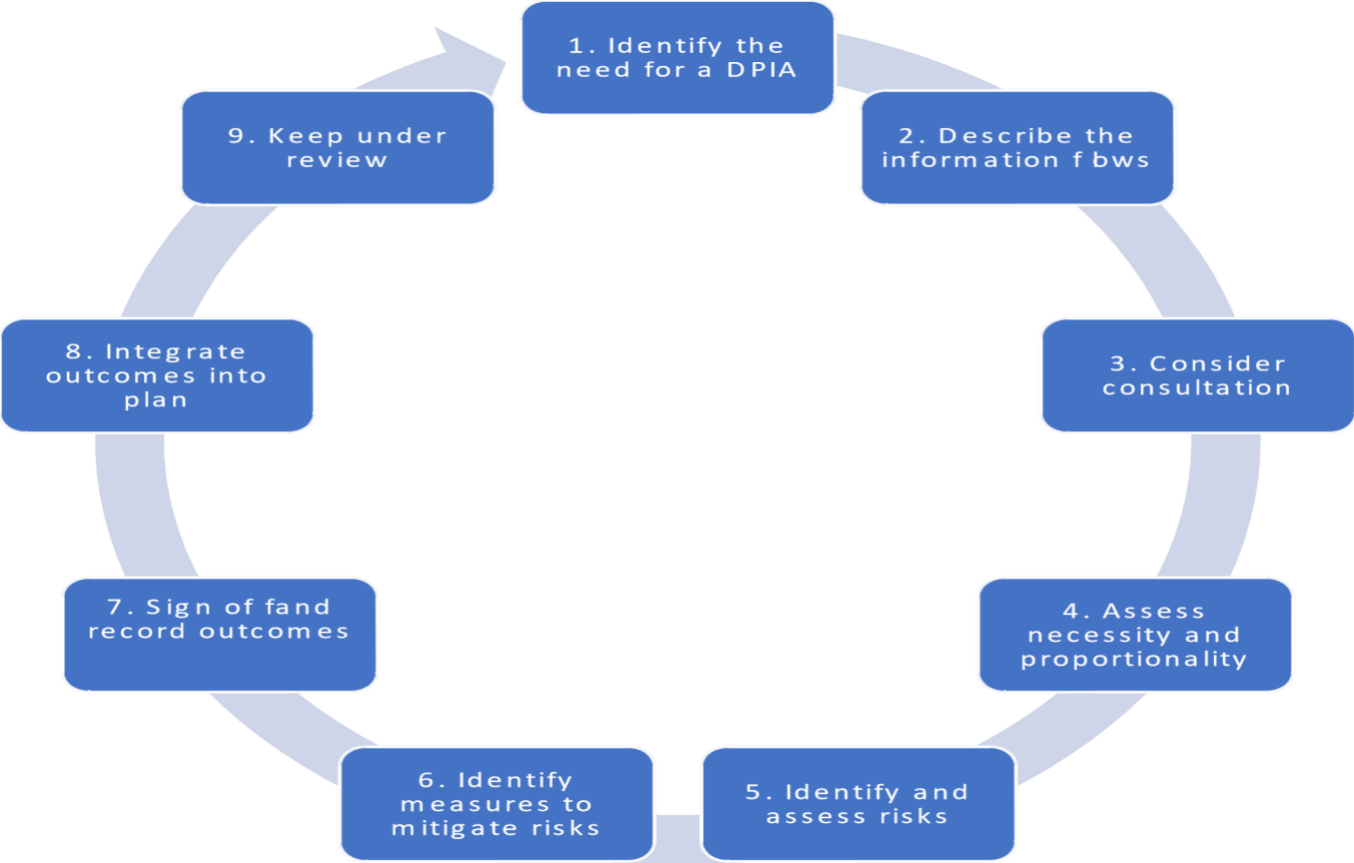 1. Identify the
need for a DPIA
2. Describe the
information f bws
3. Consider
consultation
4. Assess
necessity and
proportionality
5. Identify and
assess risks
6. Identify
measures to
mitigate risks
7. Sign of fand
record outcomes
8. Integrate
outcomes into
plan
9. Keep under
review